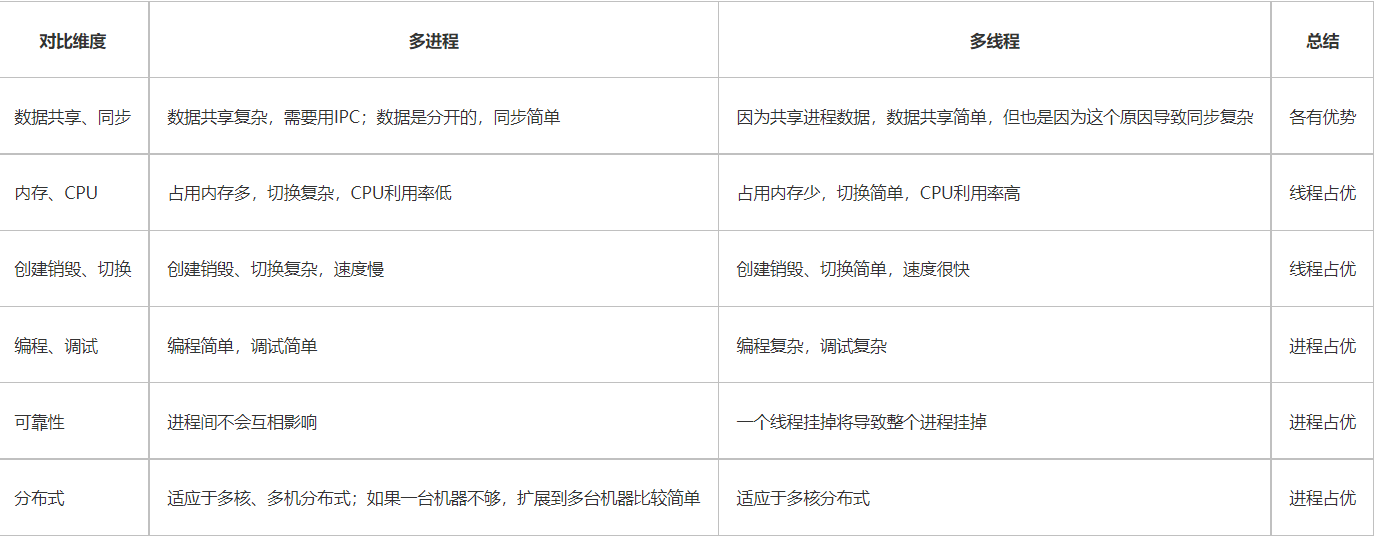 对比维度 多进程 多线程 总结
数据共享、同步 数据共享复杂，需要用IPC；数据是分开的，同步简单 因为共享进程数据，数据共享简单，但也是因为这个原因导致同步复杂 各有优势
内存、CPU 占用内存多，切换复杂，CPU利用率低 占用内存少，切换简单，CPU利用率高 线程占优
创建销毁、切换 创建销毁、切换复杂，速度慢 创建销毁、切换简单，速度很快 线程占优
编程、调试 编程简单，调试简单 编程复杂，调试复杂 进程占优
可靠性 进程间不会互相影响 一个线程挂掉将导致整个进程挂掉 进程占优
分布式 适应于多核、多机分布式；如果一台机器不够，扩展到多台机器比较简单 适应于多核分布式 进程占优